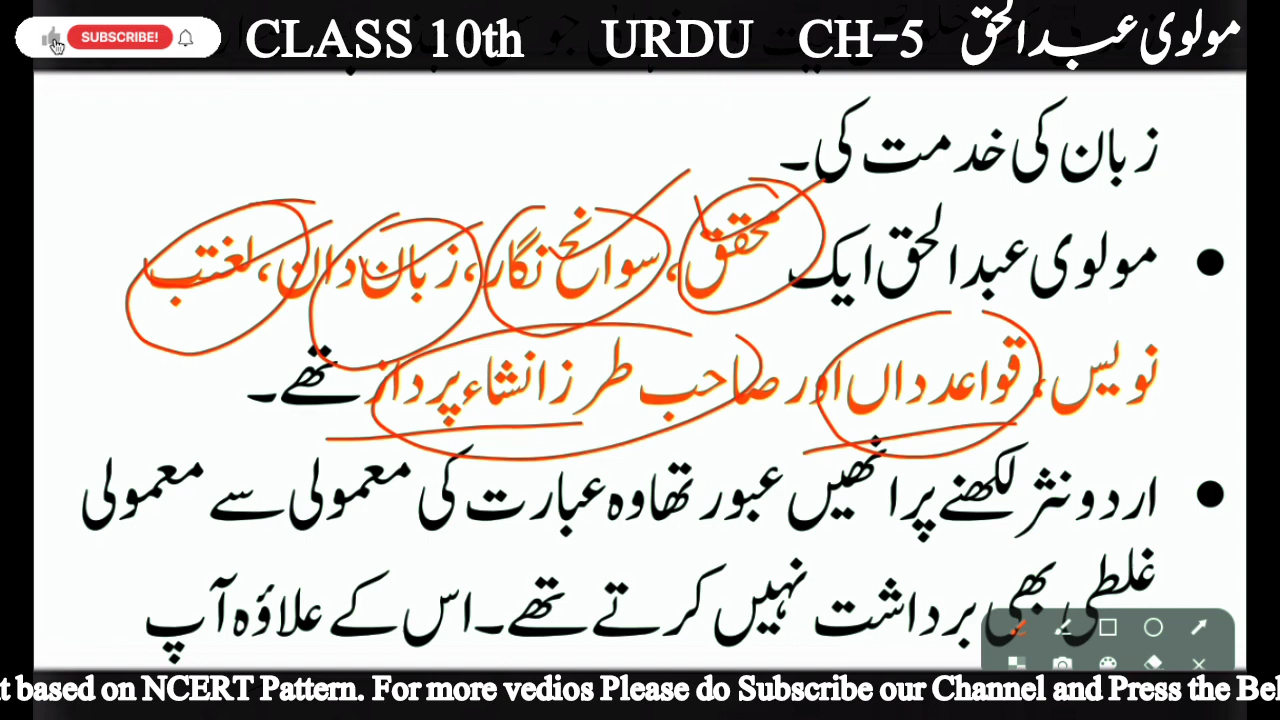 SUBSCRIBE! CLASS 10th URDU CH-5 مولوی عبدالحق
زبان کی خدمت کی۔
● مولوی عبدالحق ایک محقق، سوانح نگار، زبان دان، لغتب
نویس، قواعد داں اور صاحب طرز انشاء پرداز تھے۔
● اردو نثر لکھنے پر انھیں عبور تھا وہ عبارت کی معمولی سے معمولی
غلطی بھی برداشت نہیں کرتے تھے۔ اس کے علاؤہ آپ
t based on NCERT Pattern. For more vedios Please do Subscribe our Channel and Press the Bel